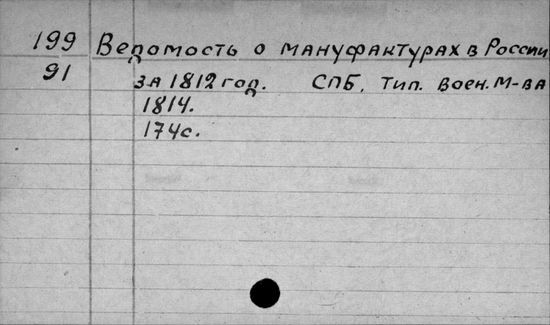 199 Ведомость о мануфактурах в России
91 за 1812 год. СПБ, Тип. Воен. М-ва
1814.
174с.